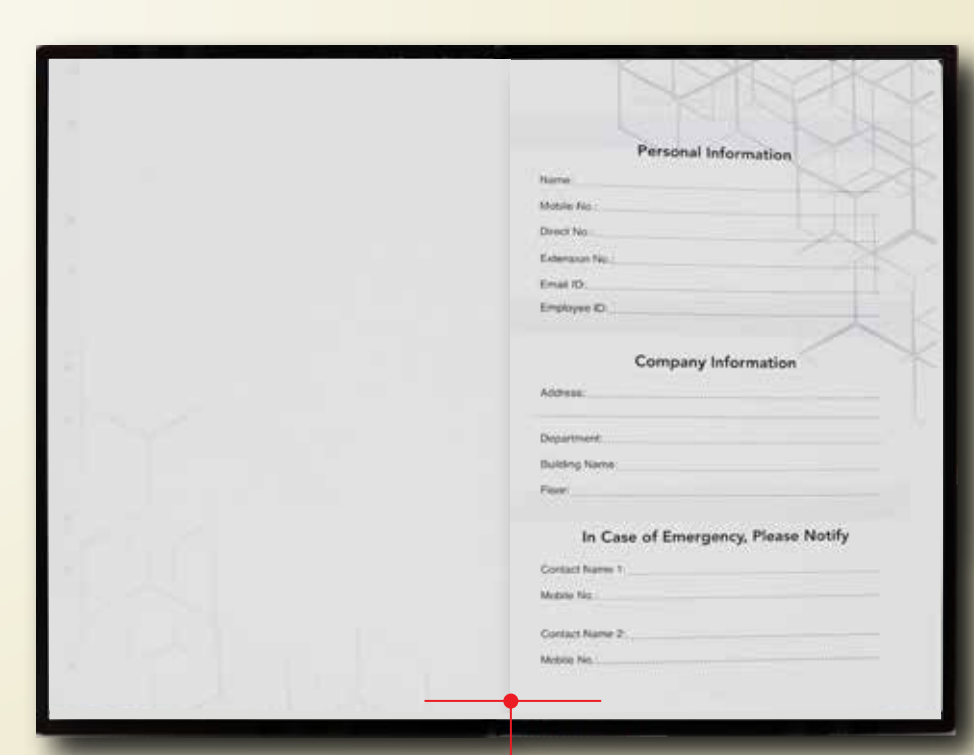 Personal Information
Name:
Mobile No.:
Direct No.:
Extension No.:
Email ID:
Employee ID:
Company Information
Address:
Department:
Building Name:
Floor:
In Case of Emergency, Please Notify
Contact Name 1:
Mobile No.:
Contact Name 2:
Mobile No.: